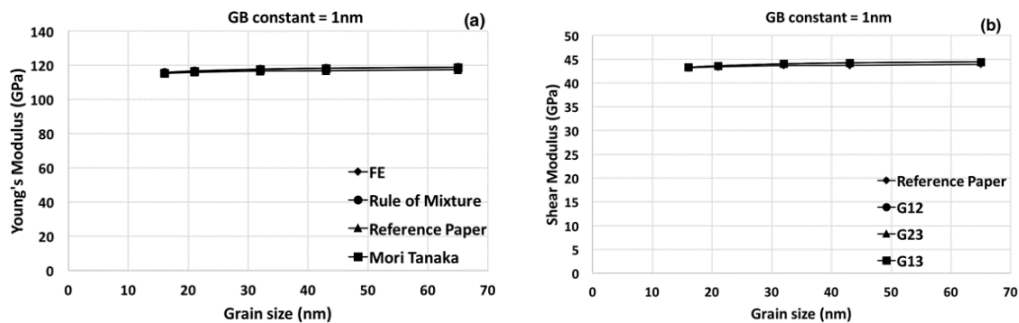 GB constant = 1nm
(a)
Young's Modulus (GPa)
140
120
100
80
60
40
20
0
FE
Rule of Mixture
Reference Paper
Mori Tanaka
0 10 20 30 40 50 60 70
Grain size (nm)
GB constant = 1nm
(b)
Shear Modulus (GPa)
50
45
40
35
30
25
20
15
10
5
0
Reference Paper
G12
G23
G13
0 10 20 30 40 50 60 70
Grain size (nm)